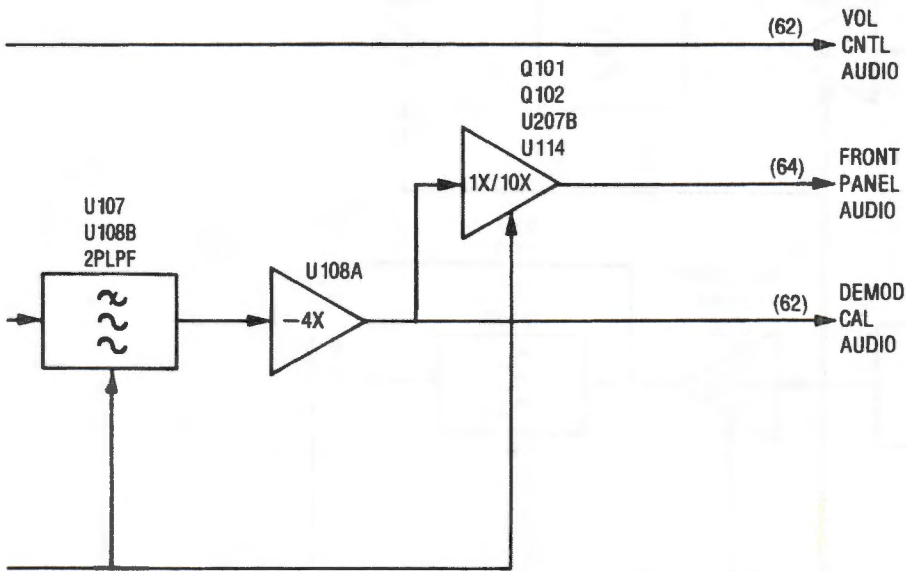 (62)
VOL
CNTL
AUDIO
Q101
Q102
U207B
U114
1X/10X
(64)
FRONT
PANEL
AUDIO
U107
U108B
2PLPF
U108A
−4X
(62)
DEMOD
CAL
AUDIO